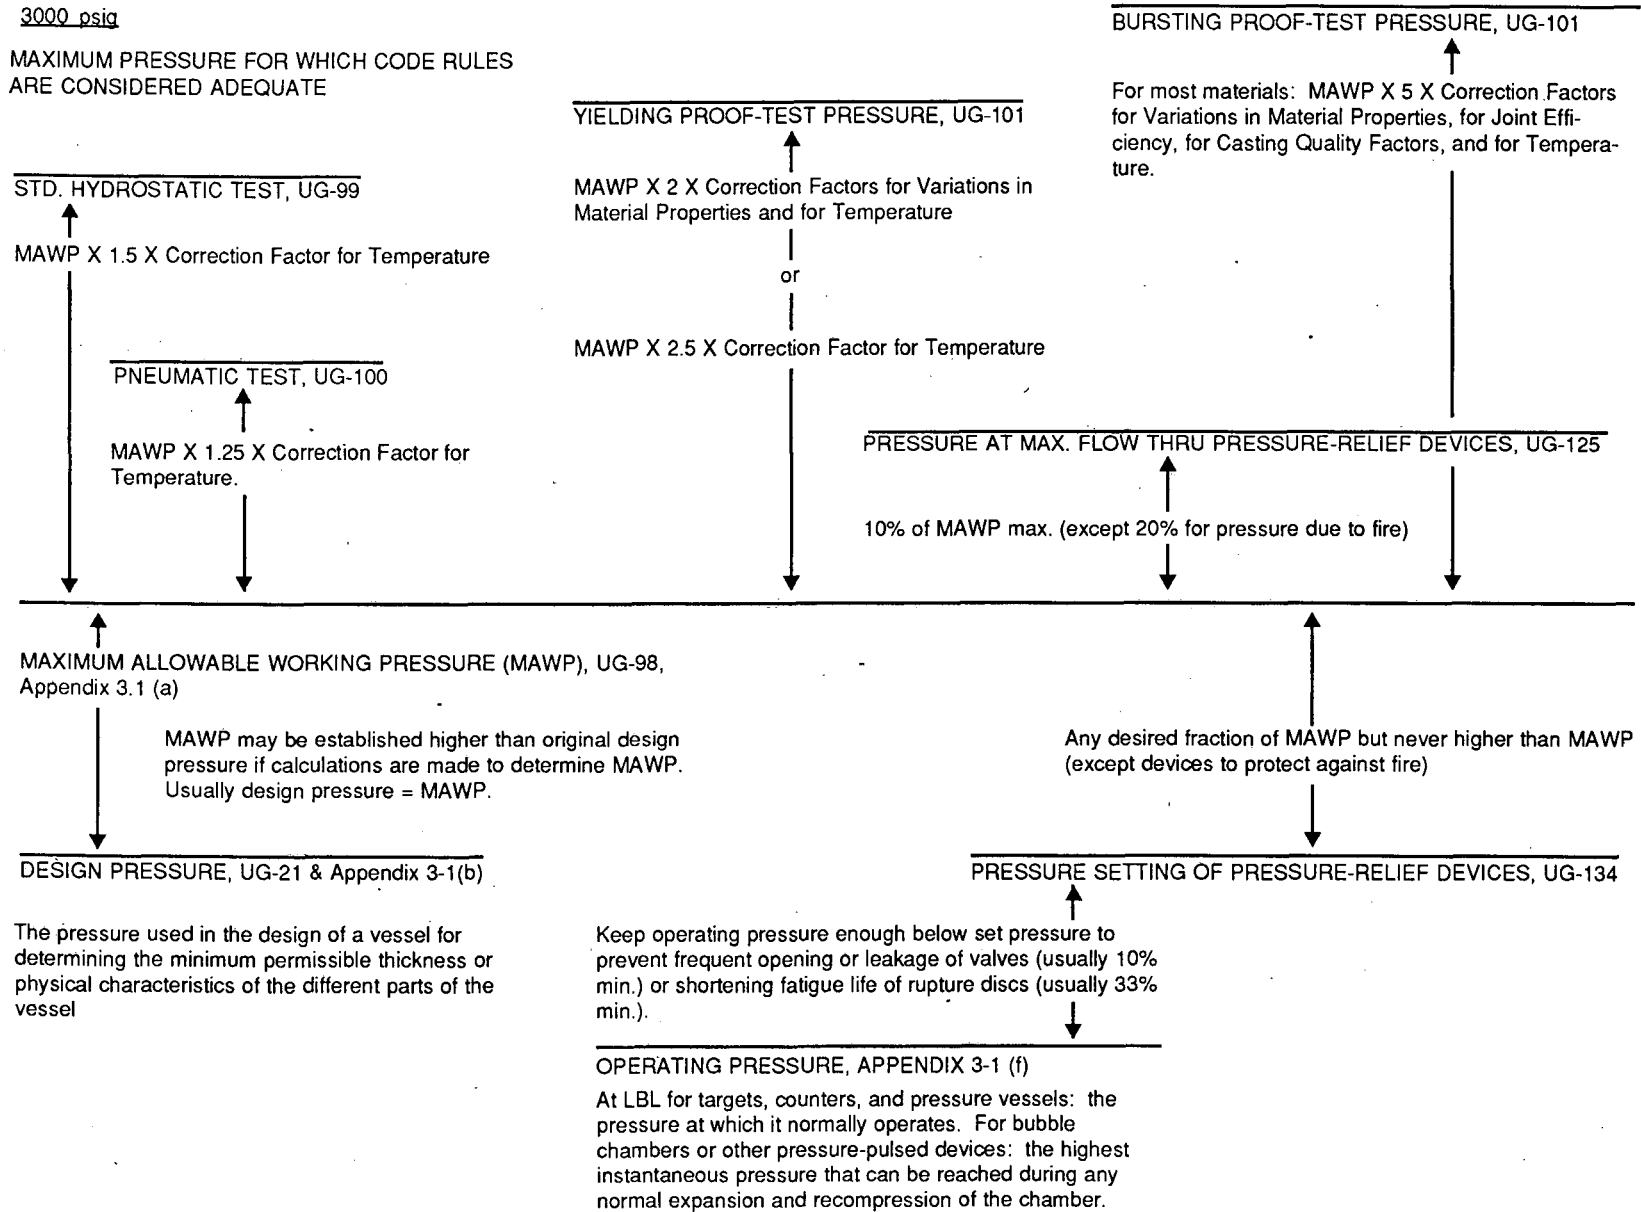 3000 psig
MAXIMUM PRESSURE FOR WHICH CODE RULES
ARE CONSIDERED ADEQUATE
BURSTING PROOF-TEST PRESSURE, UG-101
For most materials: MAWP X 5 X Correction Factors
for Variations in Material Properties, for Joint Effi-
ciency, for Casting Quality Factors, and for Tempera-
ture.
YIELDING PROOF-TEST PRESSURE, UG-101
MAWP X 2 X Correction Factors for Variations in
Material Properties and for Temperature
or
MAWP X 2.5 X Correction Factor for Temperature
STD. HYDROSTATIC TEST, UG-99
MAWP X 1.5 X Correction Factor for Temperature
PNEUMATIC TEST, UG-100
MAWP X 1.25 X Correction Factor for
Temperature.
PRESSURE AT MAX. FLOW THRU PRESSURE-RELIEF DEVICES, UG-125
10% of MAWP max. (except 20% for pressure due to fire)
MAXIMUM ALLOWABLE WORKING PRESSURE (MAWP), UG-98,
Appendix 3.1 (a)
MAWP may be established higher than original design
pressure if calculations are made to determine MAWP.
Usually design pressure = MAWP.
Any desired fraction of MAWP but never higher than MAWP
(except devices to protect against fire)
DESIGN PRESSURE, UG-21 & Appendix 3-1(b)
The pressure used in the design of a vessel for
determining the minimum permissible thickness or
physical characteristics of the different parts of the
vessel
PRESSURE SETTING OF PRESSURE-RELIEF DEVICES, UG-134
Keep operating pressure enough below set pressure to
prevent frequent opening or leakage of valves (usually 10%
min.) or shortening fatigue life of rupture discs (usually 33%
min.).
OPERATING PRESSURE, APPENDIX 3-1 (f)
At LBL for targets, counters, and pressure vessels: the
pressure at which it normally operates. For bubble
chambers or other pressure-pulsed devices: the highest
instantaneous pressure that can be reached during any
normal expansion and recompression of the chamber.